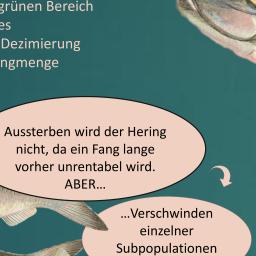 grünen Bereich
es
Dezimierung
ngmenge
Aussterben wird der Hering
nicht, da ein Fang lange
vorher unrentabel wird.
ABER…
…Verschwinden
einzelner
Subpopulationen